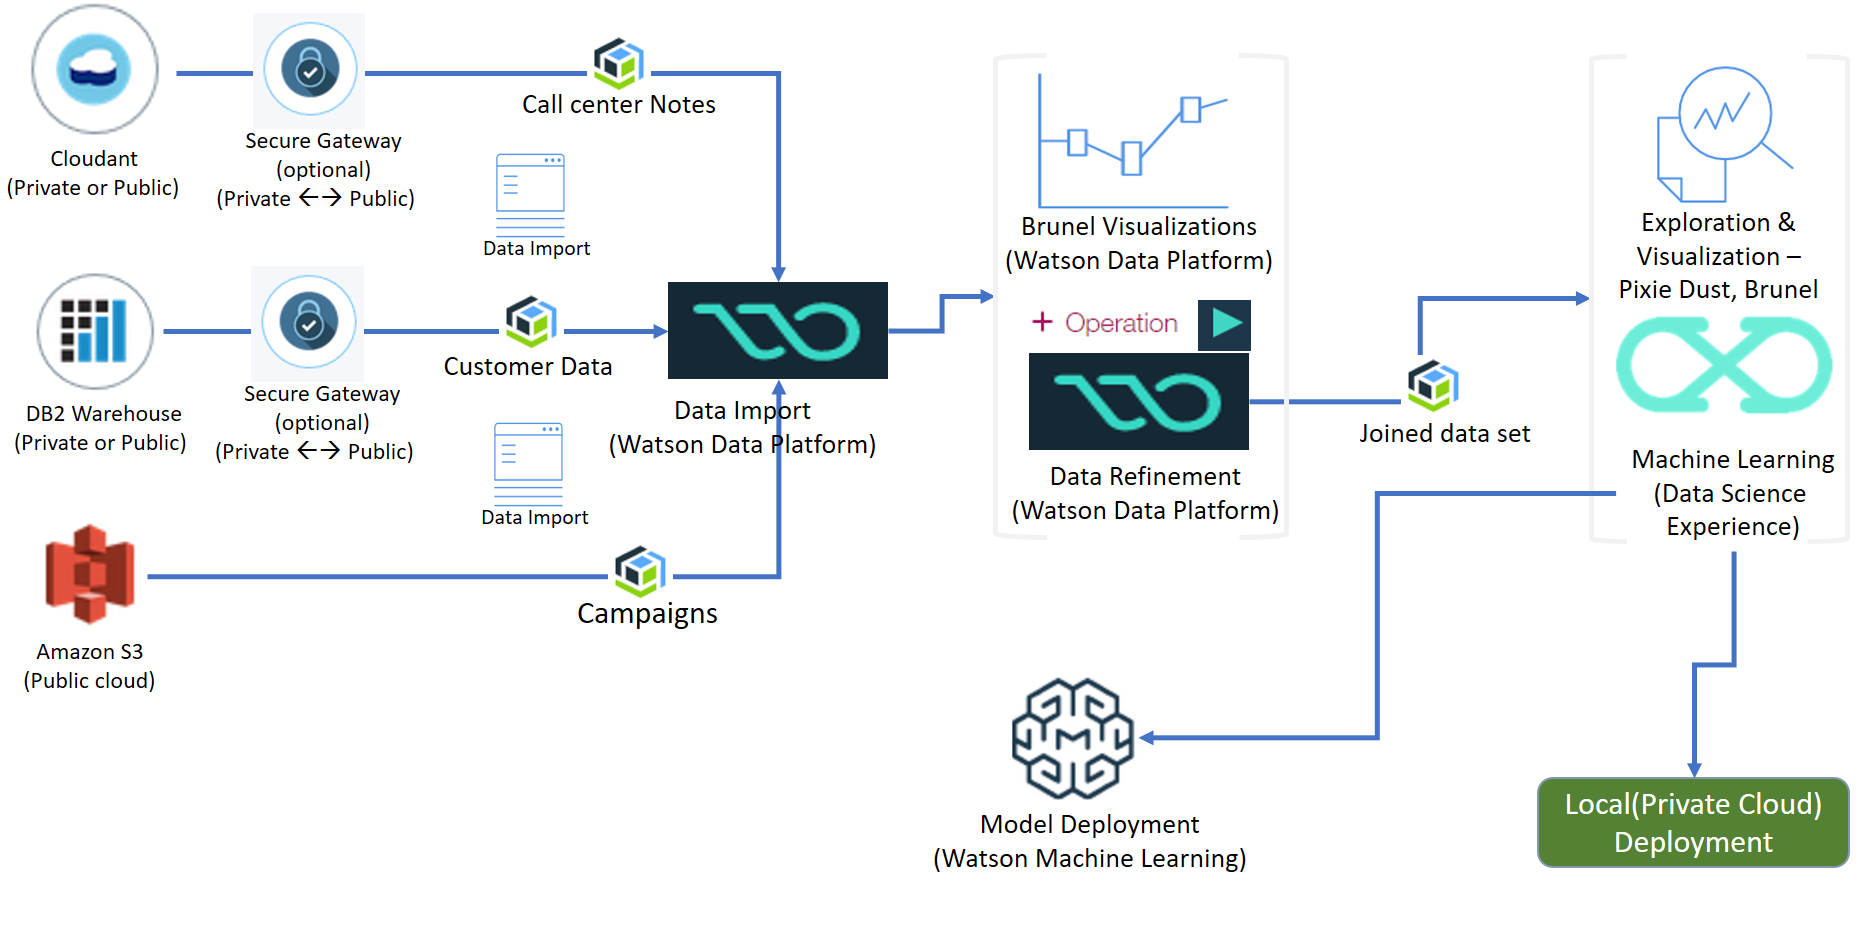 Cloudant
(Private or Public)
Secure Gateway
(optional)
(Private ←→ Public)
Call center Notes
Data Import
DB2 Warehouse
(Private or Public)
Secure Gateway
(optional)
(Private ←→ Public)
Customer Data
Data Import
Amazon S3
(Public cloud)
Campaigns
Data Import
(Watson Data Platform)
Brunel Visualizations
(Watson Data Platform)
+ Operation
Data Refinement
(Watson Data Platform)
Joined data set
Exploration &
Visualization –
Pixie Dust, Brunel
Machine Learning
(Data Science
Experience)
Model Deployment
(Watson Machine Learning)
Local(Private Cloud)
Deployment